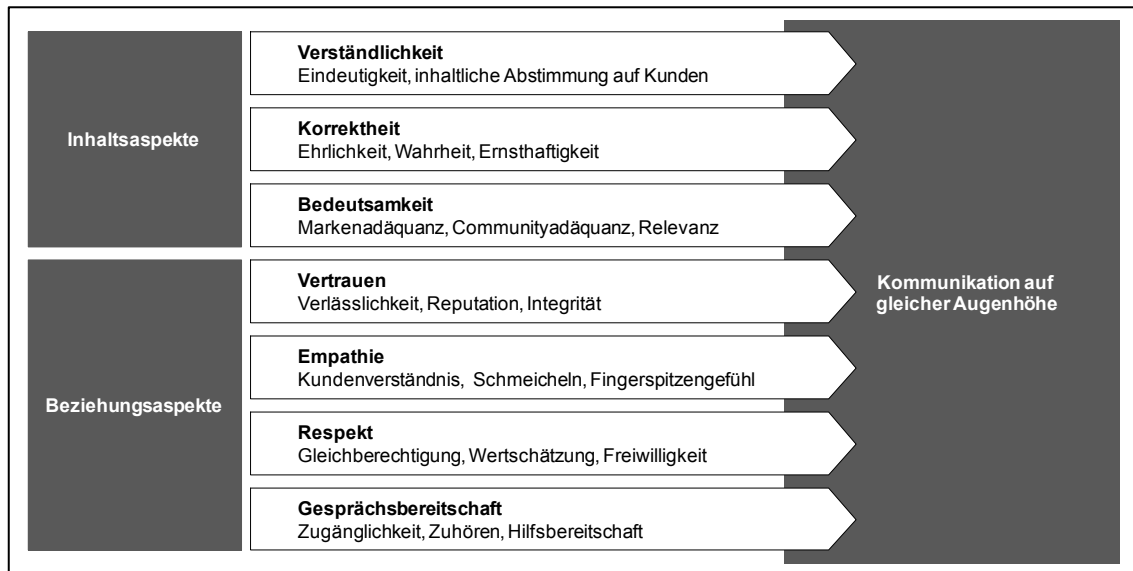 Inhaltsaspekte
Verständlichkeit
Eindeutigkeit, inhaltliche Abstimmung auf Kunden
Korrektheit
Ehrlichkeit, Wahrheit, Ernsthaftigkeit
Bedeutsamkeit
Markenadäquanz, Communityadäquanz, Relevanz
Beziehungsaspekte
Vertrauen
Verlässlichkeit, Reputation, Integrität
Empathie
Kundenverständnis, Schmeicheln, Fingerspitzengefühl
Respekt
Gleichberechtigung, Wertschätzung, Freiwilligkeit
Gesprächsbereitschaft
Zugänglichkeit, Zuhören, Hilfsbereitschaft
Kommunikation auf
gleicher Augenhöhe